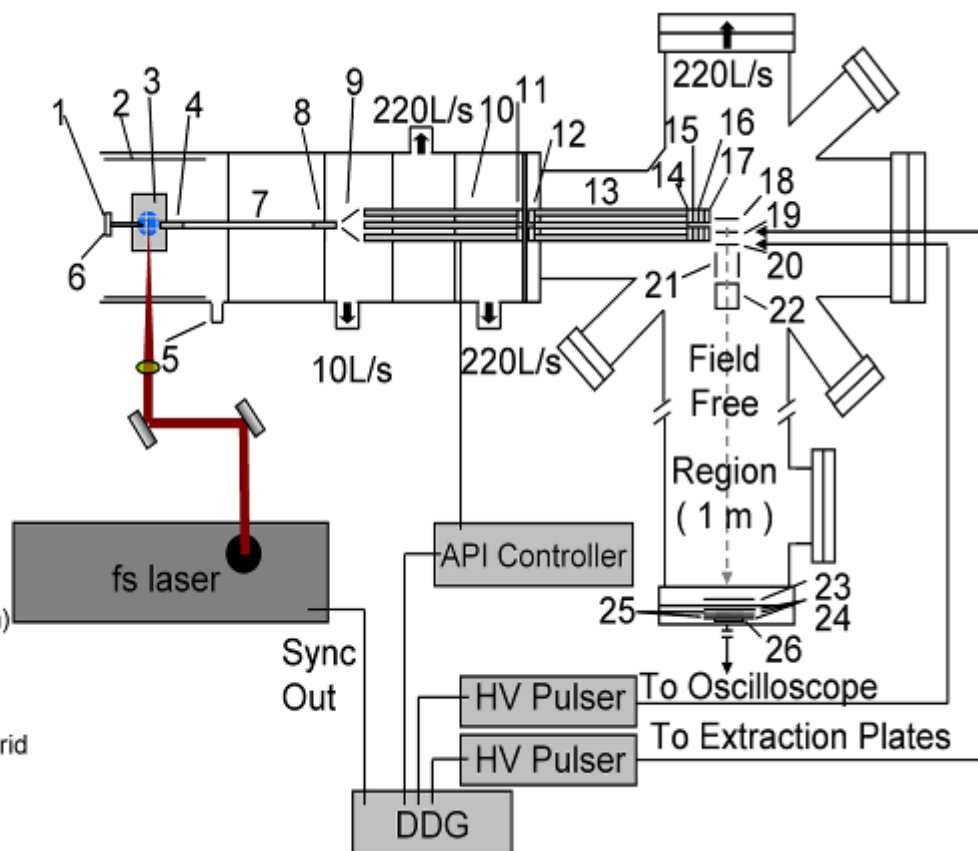 220L/s
1
2
3
4
8
9
220L/s
10
11
12
13
14
15
16
17
18
19
20
7
6
5
21
22
10L/s
220L/s
Field
Free
Region
( 1 m )
fs laser
)
API Controller
23
24
25
26
Sync
Out
HV Pulser
To Oscilloscope
rid
HV Pulser
To Extraction Plates
DDG